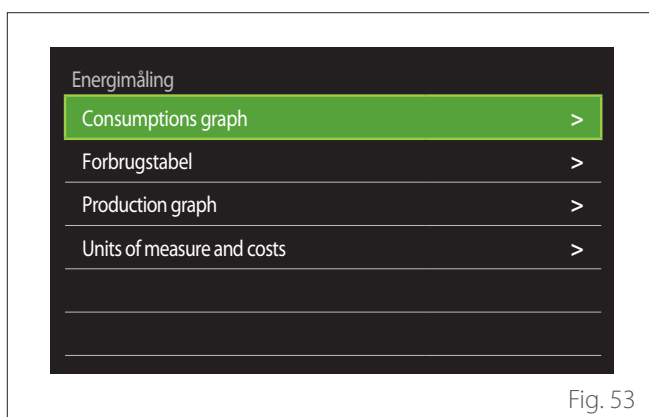 Energimåling
Consumptions graph >
Forbrugstabel >
Production graph >
Units of measure and costs >
Fig. 53